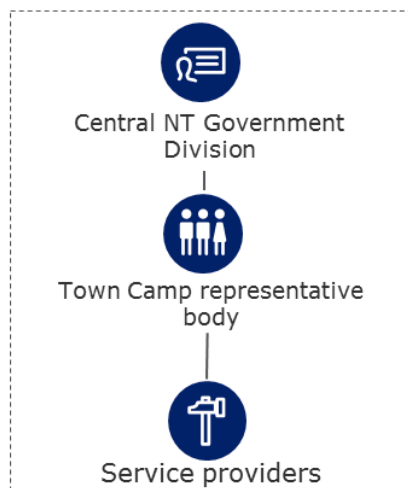 Central NT Government
Division
Town Camp representative
body
Service providers